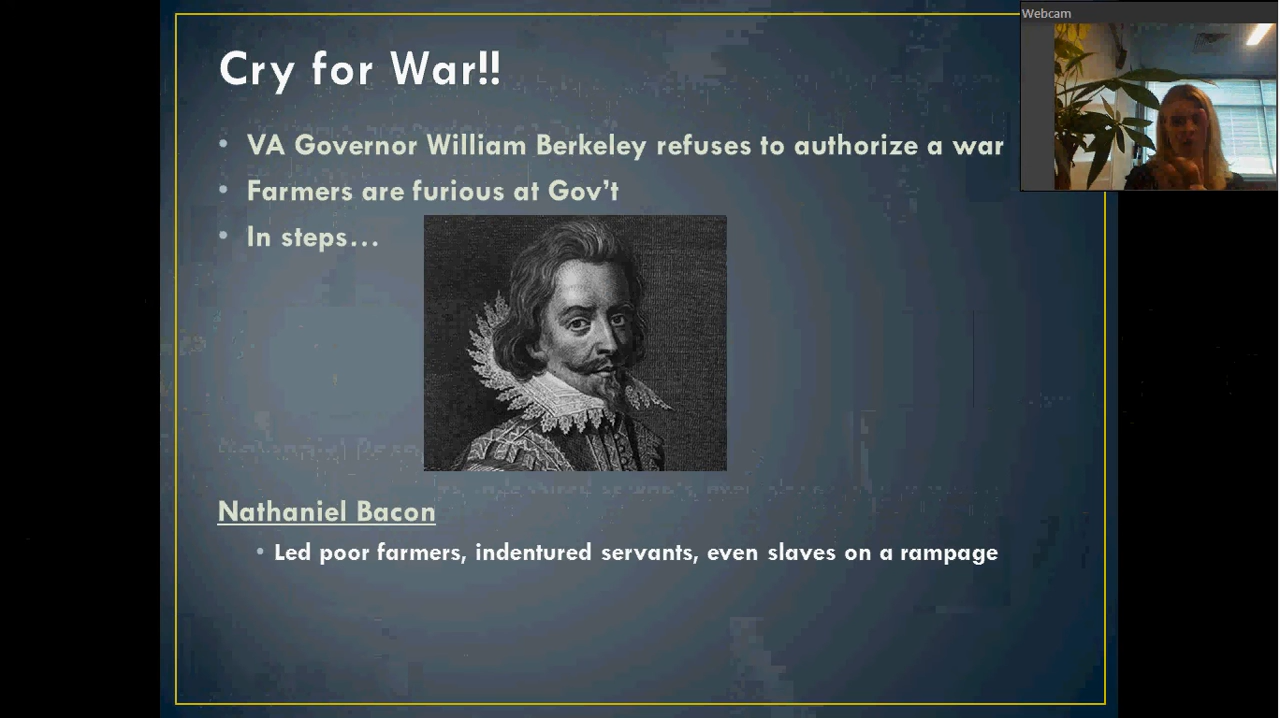 Webcam
Cry for War!!
• VA Governor William Berkeley refuses to authorize a war
• Farmers are furious at Gov't
• In steps...
Nathaniel Bacon
• Led poor farmers, indentured servants, even slaves on a rampage